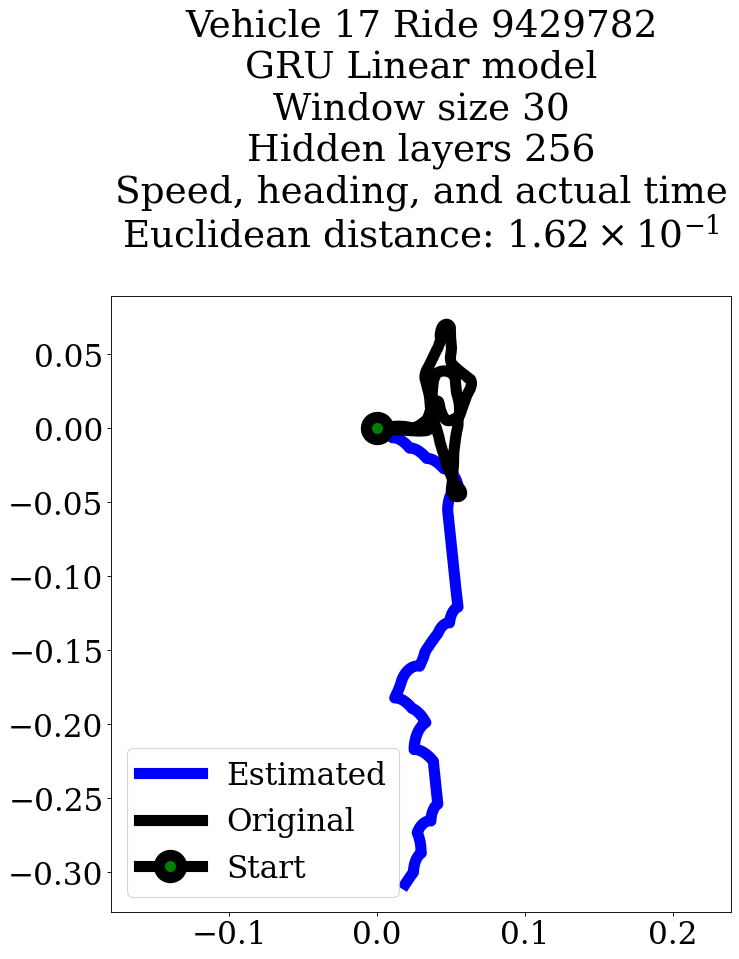 Vehicle 17 Ride 9429782
GRU Linear model
Window size 30
Hidden layers 256
Speed, heading, and actual time
Euclidean distance: 1.62 × 10⁻¹
0.05
0.00
−0.05
−0.10
−0.15
−0.20
−0.25
−0.30
Estimated
Original
Start
−0.1
0.0
0.1
0.2